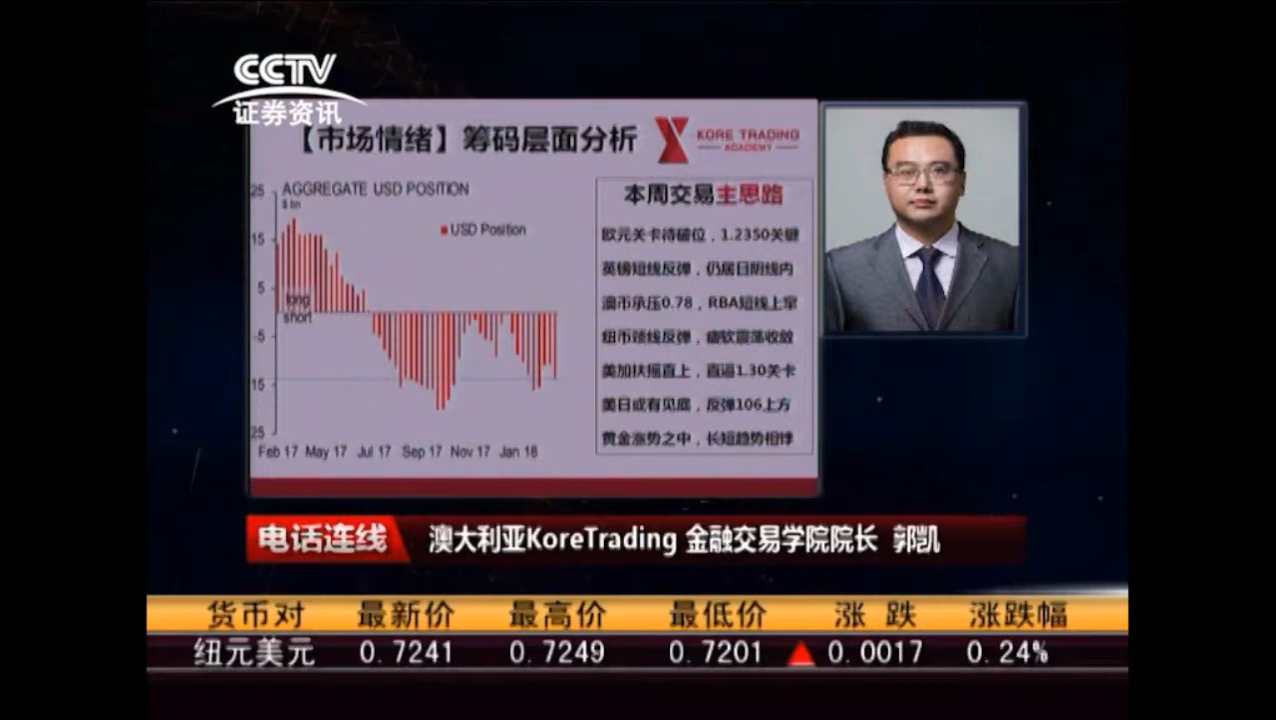 CCTV
证券资讯
【市场情绪】筹码层面分析
KORE TRADING
ACADEMY
AGGREGATE USD POSITION
$ bn
USD Position
25
15
5
long
short
-5
15
25
Feb 17 May 17 Jul 17 Sep 17 Nov 17 Jan 18
本周交易主思路
欧元关卡待破位，1.2350关键
英镑短线反弹，仍居日阴线内
澳币承压0.78，RBA短线上望
纽币颈线反弹，疲软震荡收敛
美加扶摇直上，直逼1.30关卡
美日或有见底，反弹106上方
黄金涨势之中，长短趋势相悖
电话连线 澳大利亚KoreTrading 金融交易学院院长 郭凯
货币对 最新价 最高价 最低价 涨 跌 涨跌幅
纽元美元 0.7241 0.7249 0.7201 ▲ 0.0017 0.24%